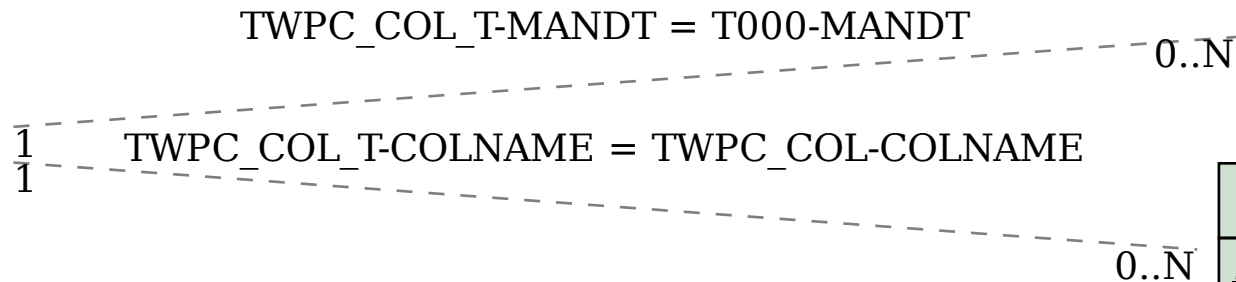 TWPC_COL_T-MANDT = T000-MANDT
0..N
1
TWPC_COL_T-COLNAME = TWPC_COL-COLNAME
1
0..N